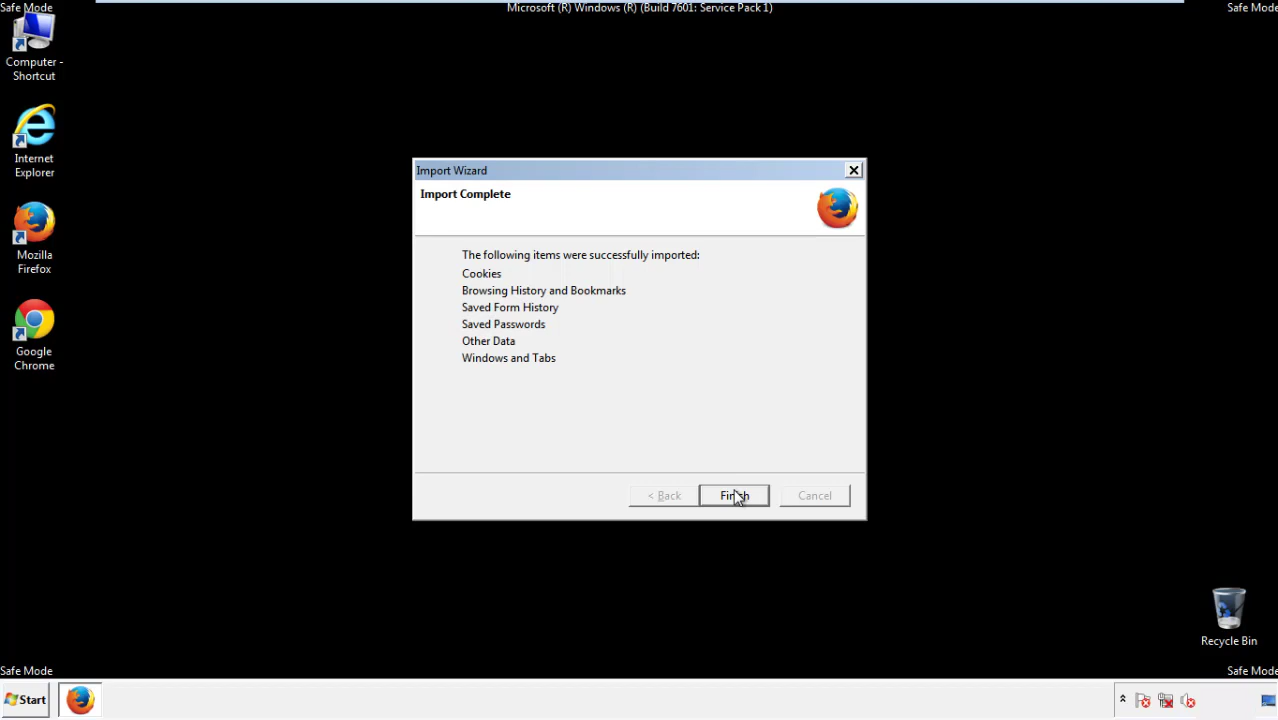 Safe Mode
Microsoft (R) Windows (R) (Build 7601: Service Pack 1)
Safe Mode
Computer -
Shortcut
Internet
Explorer
Mozilla
Firefox
Google
Chrome
Import Wizard
Import Complete
The following items were successfully imported:
Cookies
Browsing History and Bookmarks
Saved Form History
Saved Passwords
Other Data
Windows and Tabs
< Back
Finish
Cancel
Recycle Bin
Safe Mode
Safe Mode
Start